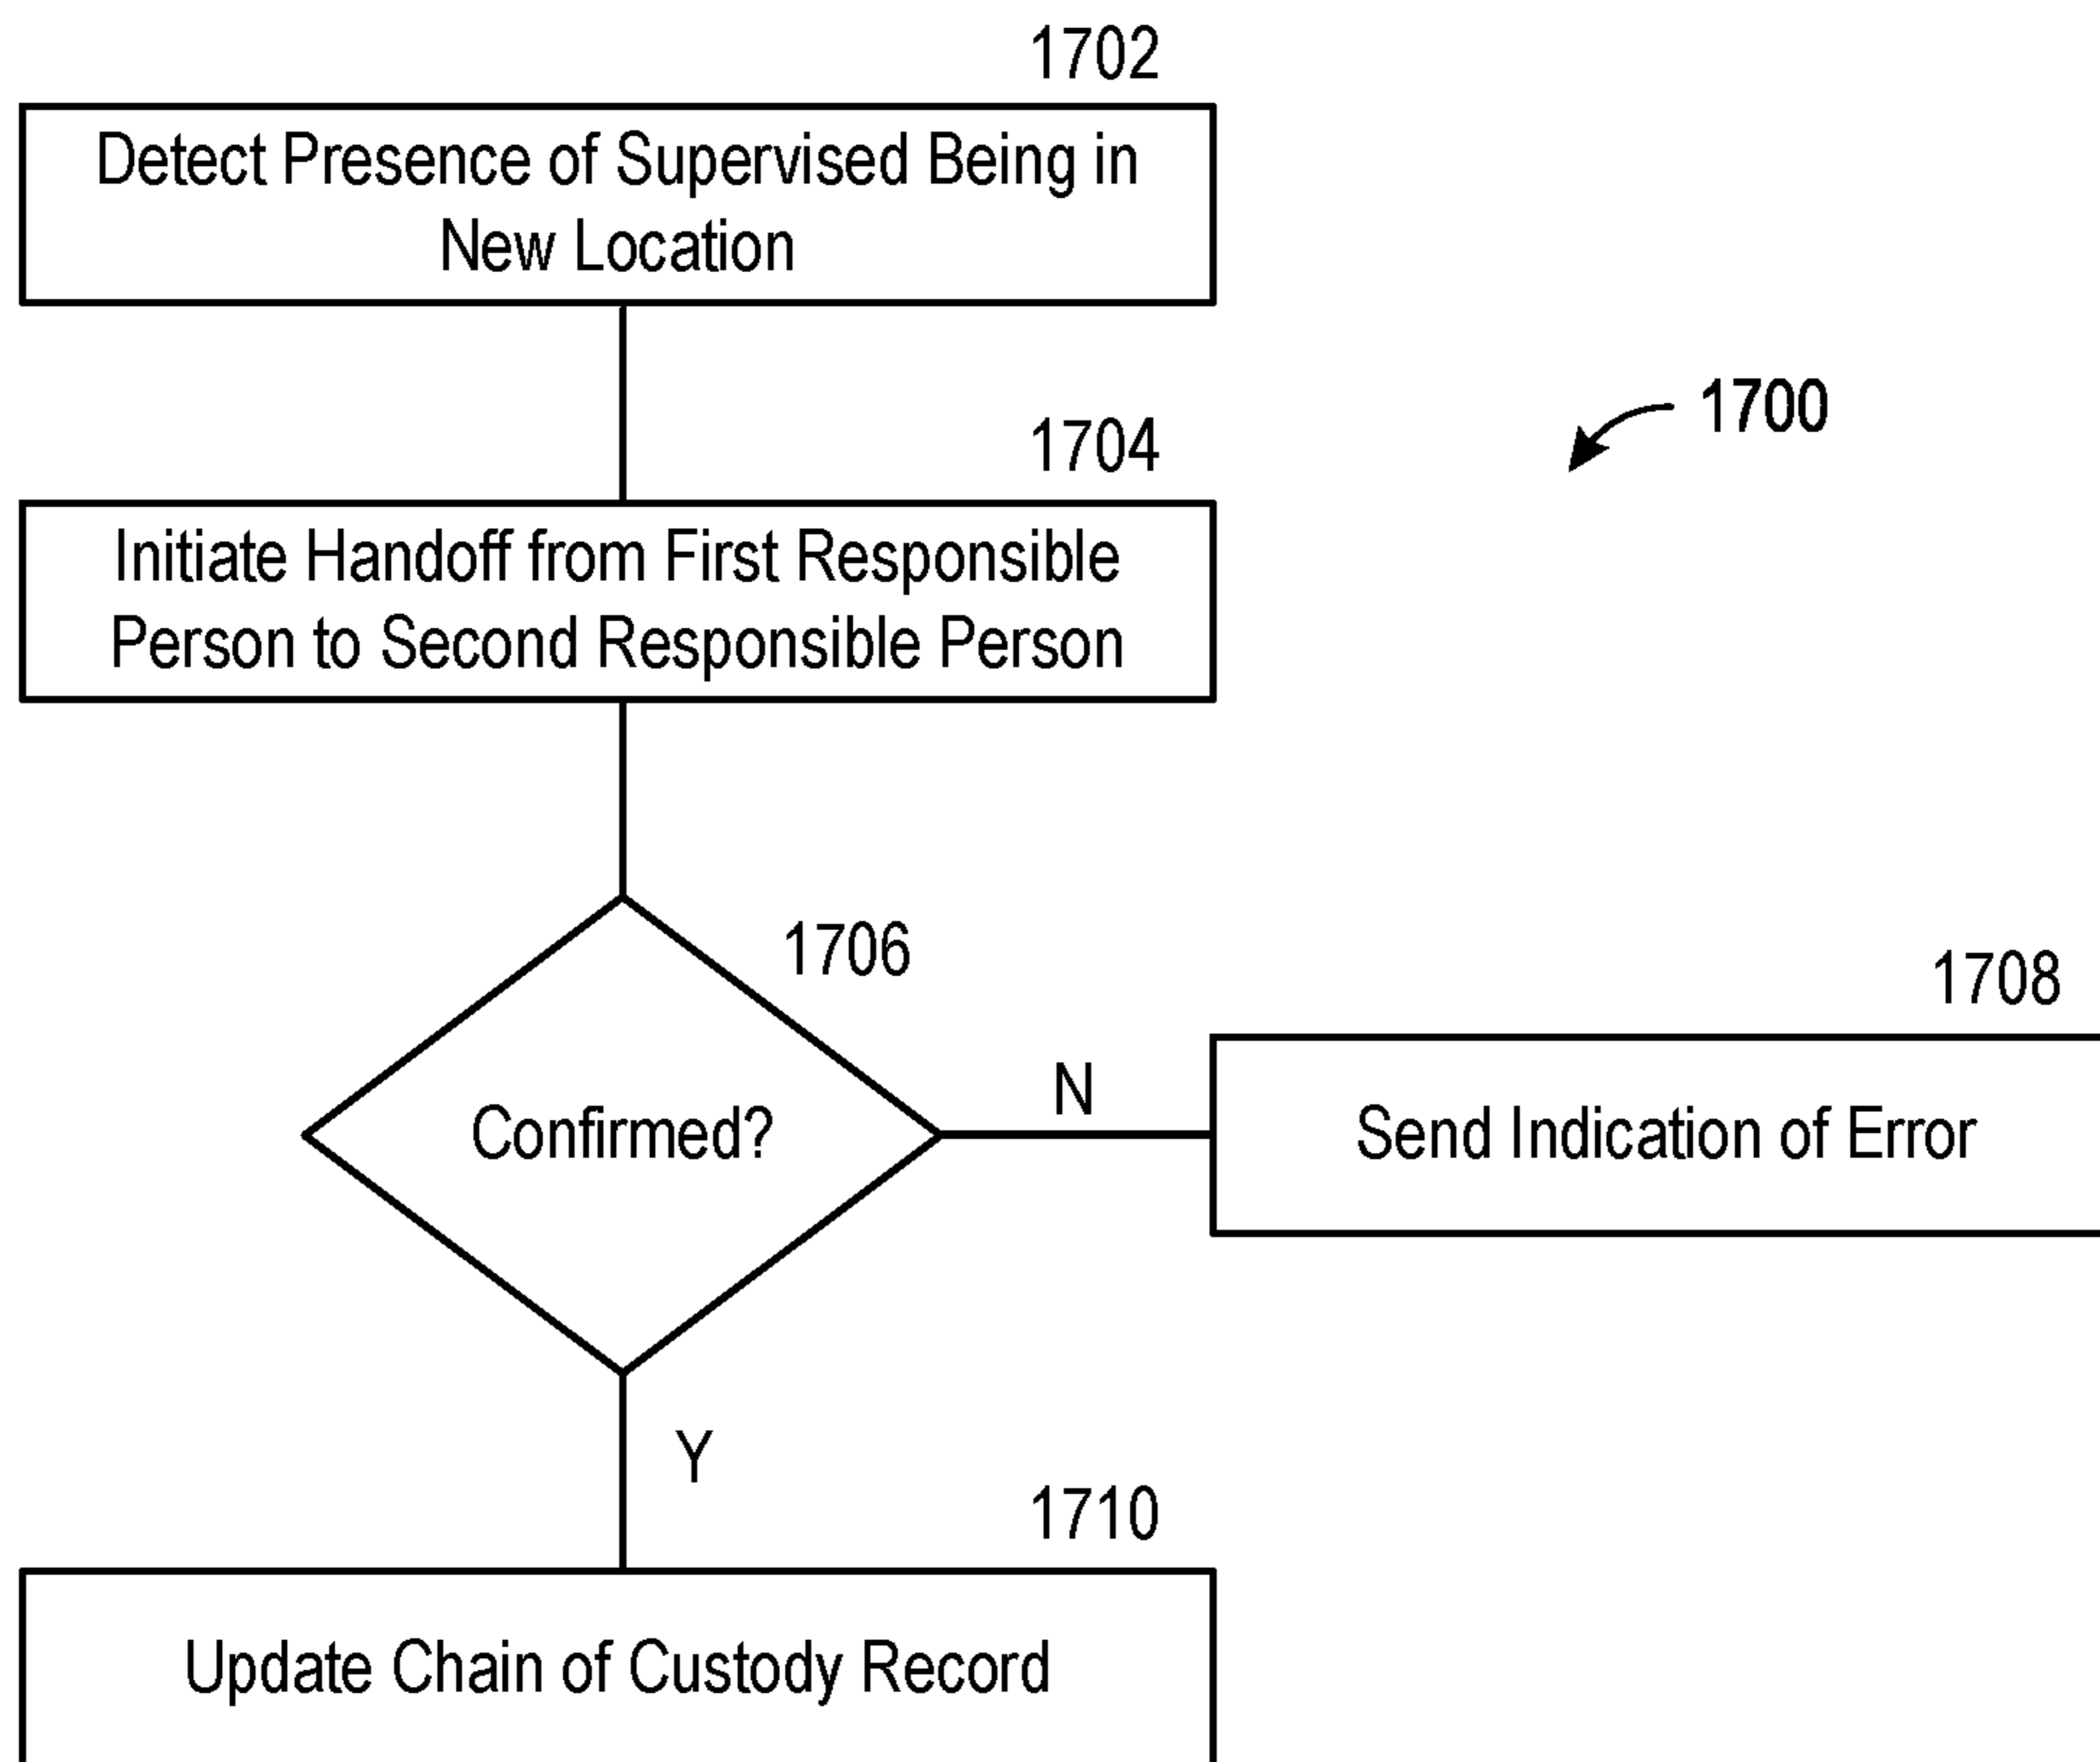 1702
Detect Presence of Supervised Being in
New Location
1700
1704
Initiate Handoff from First Responsible
Person to Second Responsible Person
1706
Confirmed?
N
1708
Send Indication of Error
Y
1710
Update Chain of Custody Record